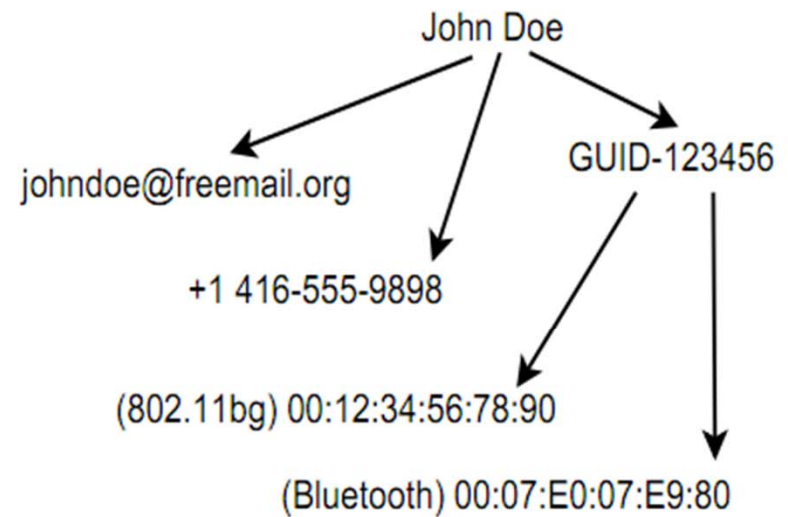 John Doe
GUID-123456
johndoe@freemail.org
+1 416-555-9898
(802.11bg) 00:12:34:56:78:90
(Bluetooth) 00:07:E0:07:E9:80